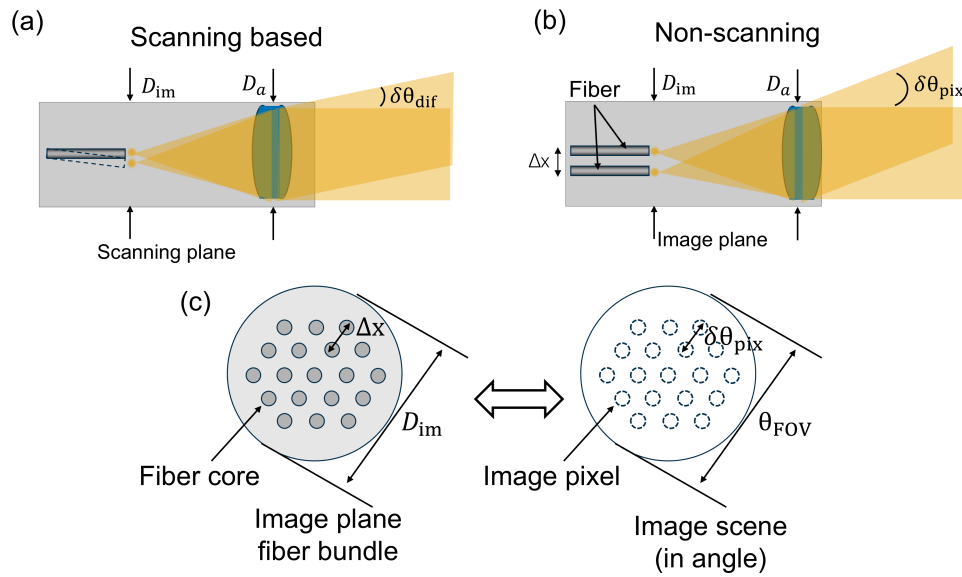 (a)
Scanning based
D_im
D_a
δθ_dif
Scanning plane
(b)
Non-scanning
D_im
D_a
δθ_pix
Fiber
Δx
Image plane
(c)
Δx
D_im
Fiber core
Image plane
fiber bundle
δθ_pix
θ_FOV
Image pixel
Image scene
(in angle)